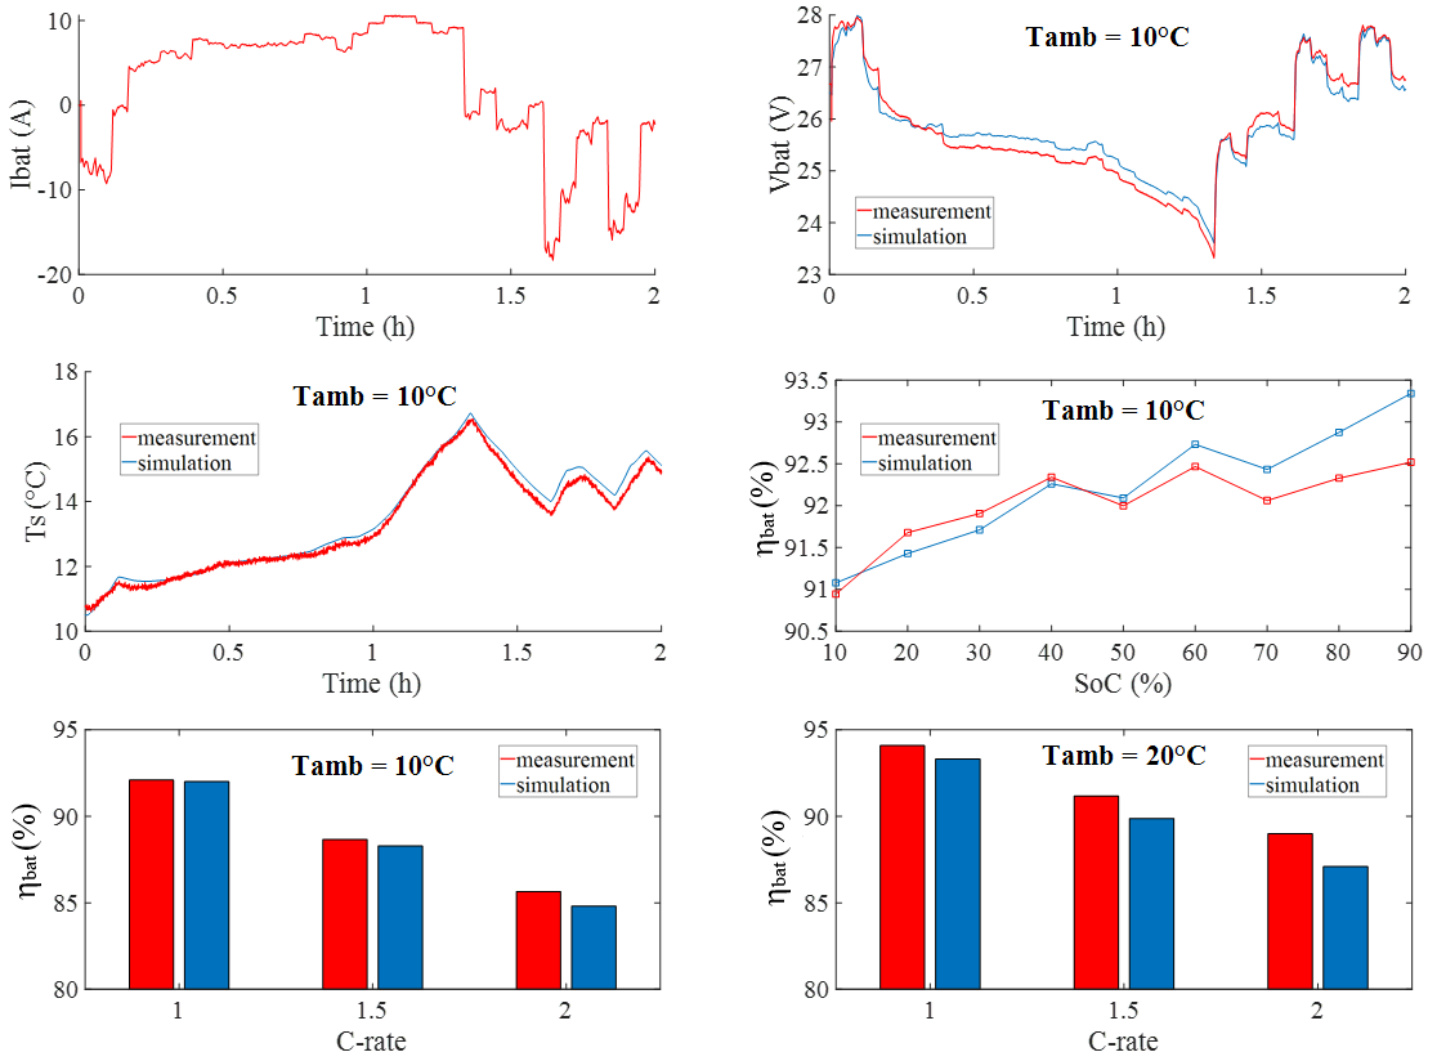 10
0
-10
-20
Ibat (A)
0
0.5
1
1.5
2
Time (h)
28
27
26
25
24
23
Vbat (V)
Tamb = 10°C
measurement
simulation
0
0.5
1
1.5
2
Time (h)
18
16
14
12
10
Ts (°C)
Tamb = 10°C
measurement
simulation
0
0.5
1
1.5
2
Time (h)
93.5
93
92.5
92
91.5
91
90.5
ηbat (%)
Tamb = 10°C
measurement
simulation
10
20
30
40
50
60
70
80
90
SoC (%)
95
90
85
80
ηbat (%)
Tamb = 10°C
measurement
simulation
1
1.5
2
C-rate
95
90
85
80
ηbat (%)
Tamb = 20°C
measurement
simulation
1
1.5
2
C-rate